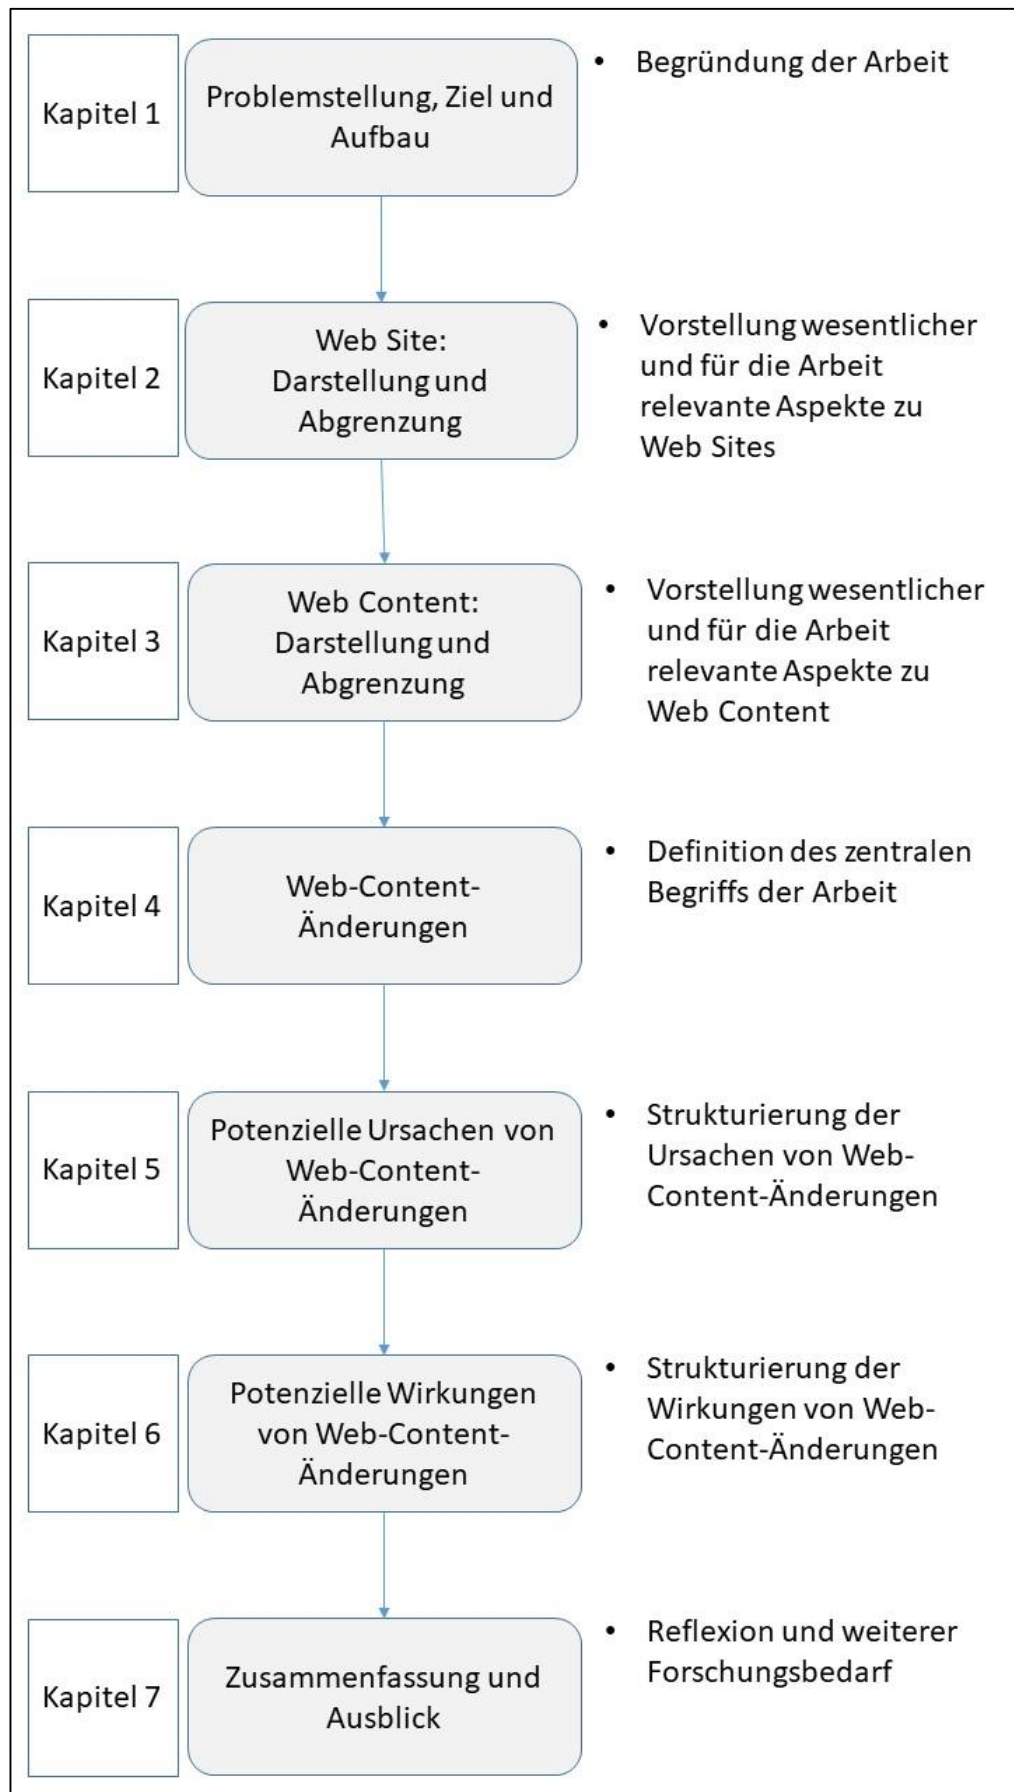 Kapitel 1
Problemstellung, Ziel und
Aufbau
• Begründung der Arbeit
Kapitel 2
Web Site:
Darstellung und
Abgrenzung
• Vorstellung wesentlicher
und für die Arbeit
relevante Aspekte zu
Web Sites
Kapitel 3
Web Content:
Darstellung und
Abgrenzung
• Vorstellung wesentlicher
und für die Arbeit
relevante Aspekte zu
Web Content
Kapitel 4
Web-Content-
Änderungen
• Definition des zentralen
Begriffs der Arbeit
Kapitel 5
Potenzielle Ursachen von
Web-Content-
Änderungen
• Strukturierung der
Ursachen von Web-
Content-Änderungen
Kapitel 6
Potenzielle Wirkungen
von Web-Content-
Änderungen
• Strukturierung der
Wirkungen von Web-
Content-Änderungen
Kapitel 7
Zusammenfassung und
Ausblick
• Reflexion und weiterer
Forschungsbedarf